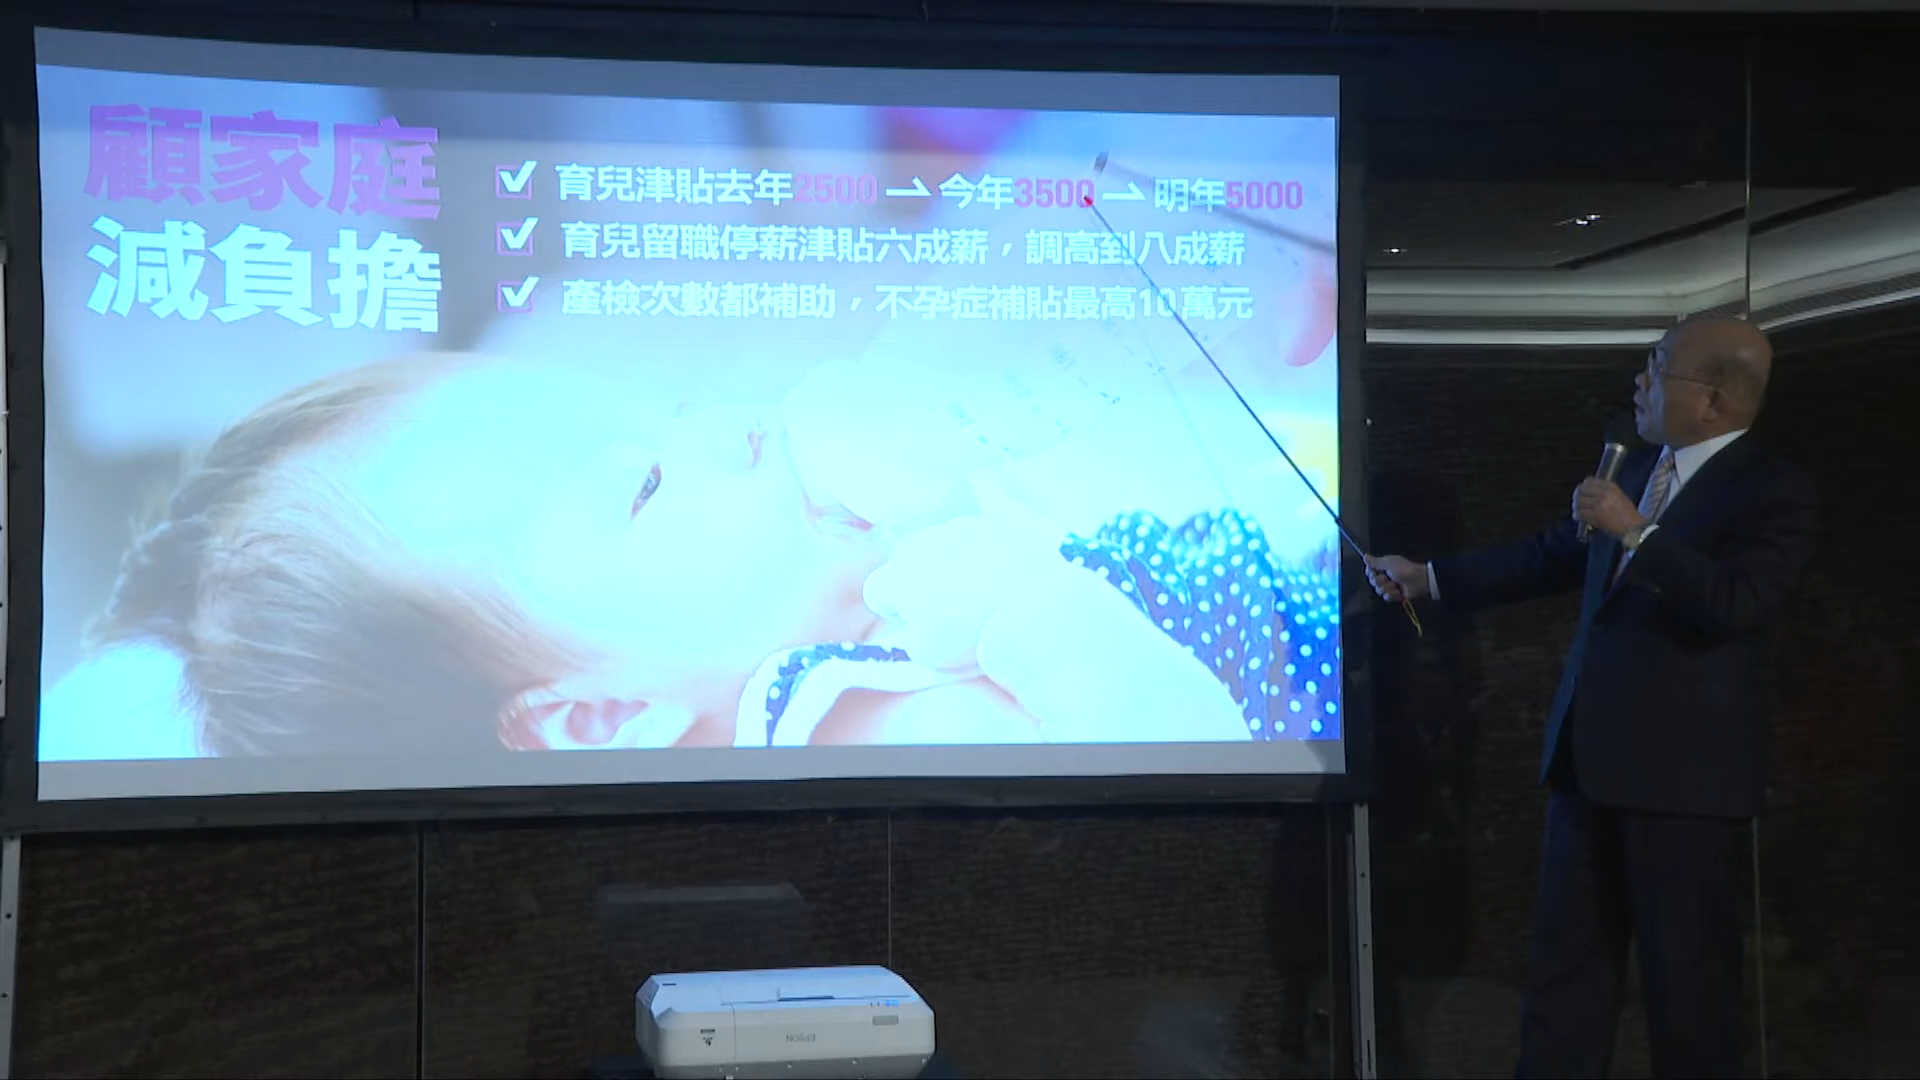 顧家庭
減負擔
育兒津貼去年2500→今年3500→明年5000
育兒留職停薪津貼六成薪，調高到八成薪
產檢次數都補助，不孕症補貼最高10萬元
EPSON